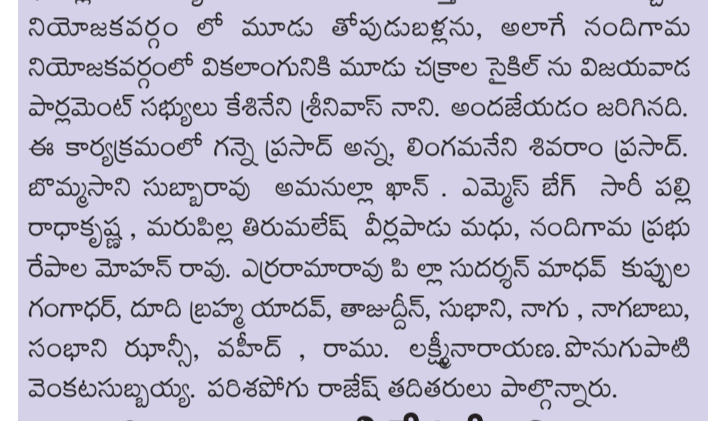 నియోజకవర్గం లో మూడు తోపుడుబళ్లను, అలాగే నందిగామ
నియోజకవర్గంలో వికలాంగునికి మూడు చక్రాల సైకిల్ ను విజయవాడ
పార్లమెంట్ సభ్యులు కేశినేని శ్రీనివాస్ నాని. అందజేయడం జరిగినది.
ఈ కార్యక్రమంలో గన్నె ప్రసాద్ అన్న, లింగమనేని శివరాం ప్రసాద్.
బొమ్మసాని సుబ్బారావు అమనుల్లా ఖాన్ . ఎమ్మెస్ బేగ్ సారీ పల్లి
రాధాకృష్ణ , మరుపిల్ల తిరుమలేష్ వీర్లపాడు మధు, నందిగామ ప్రభు
రేపాల మోహన్ రావు. ఎర్రరామారావు పి ల్లా సుదర్శన్ మాధవ్ కుప్పుల
గంగాధర్, దూది బ్రహ్మ యాదవ్, తాజుద్దీన్, సుభాని, నాగు , నాగబాబు,
సంభాని ఝాన్సీ, వహీద్ , రాము. లక్ష్మీనారాయణ.పొనుగుపాటి
వెంకటసుబ్బయ్య. పరిశపోగు రాజేష్ తదితరులు పాల్గొన్నారు.